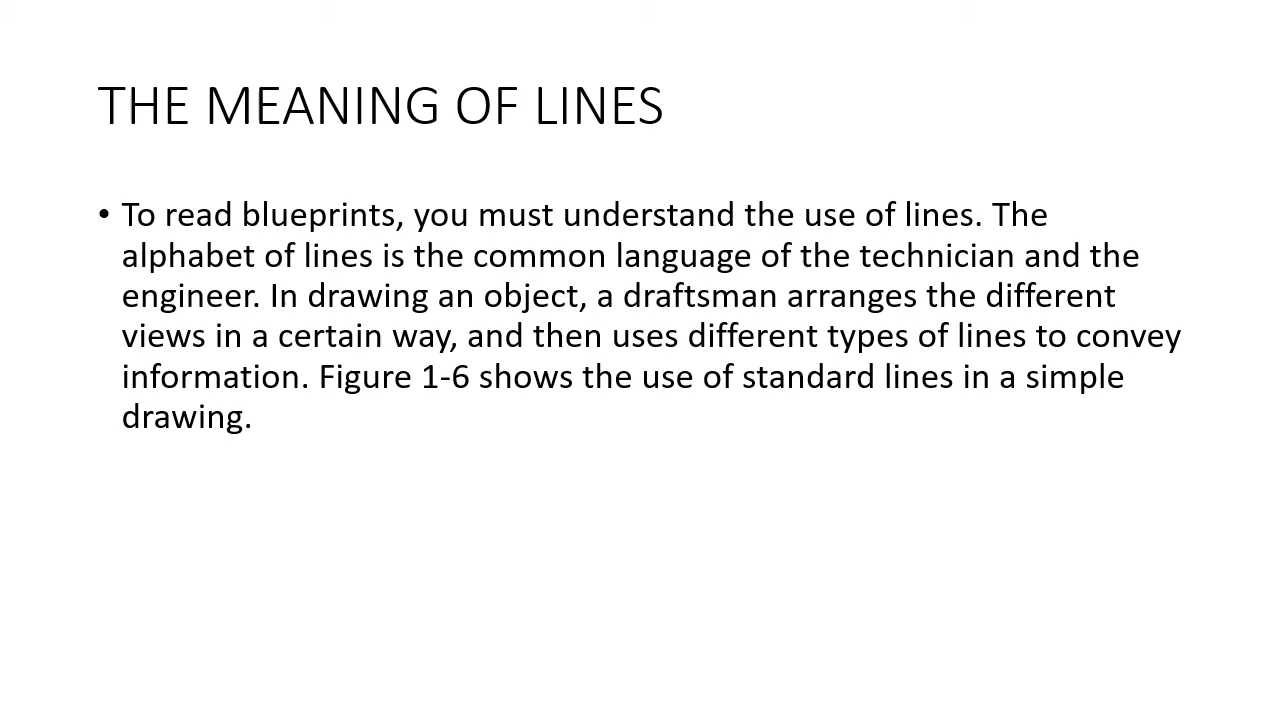 THE MEANING OF LINES
• To read blueprints, you must understand the use of lines. The
alphabet of lines is the common language of the technician and the
engineer. In drawing an object, a draftsman arranges the different
views in a certain way, and then uses different types of lines to convey
information. Figure 1-6 shows the use of standard lines in a simple
drawing.